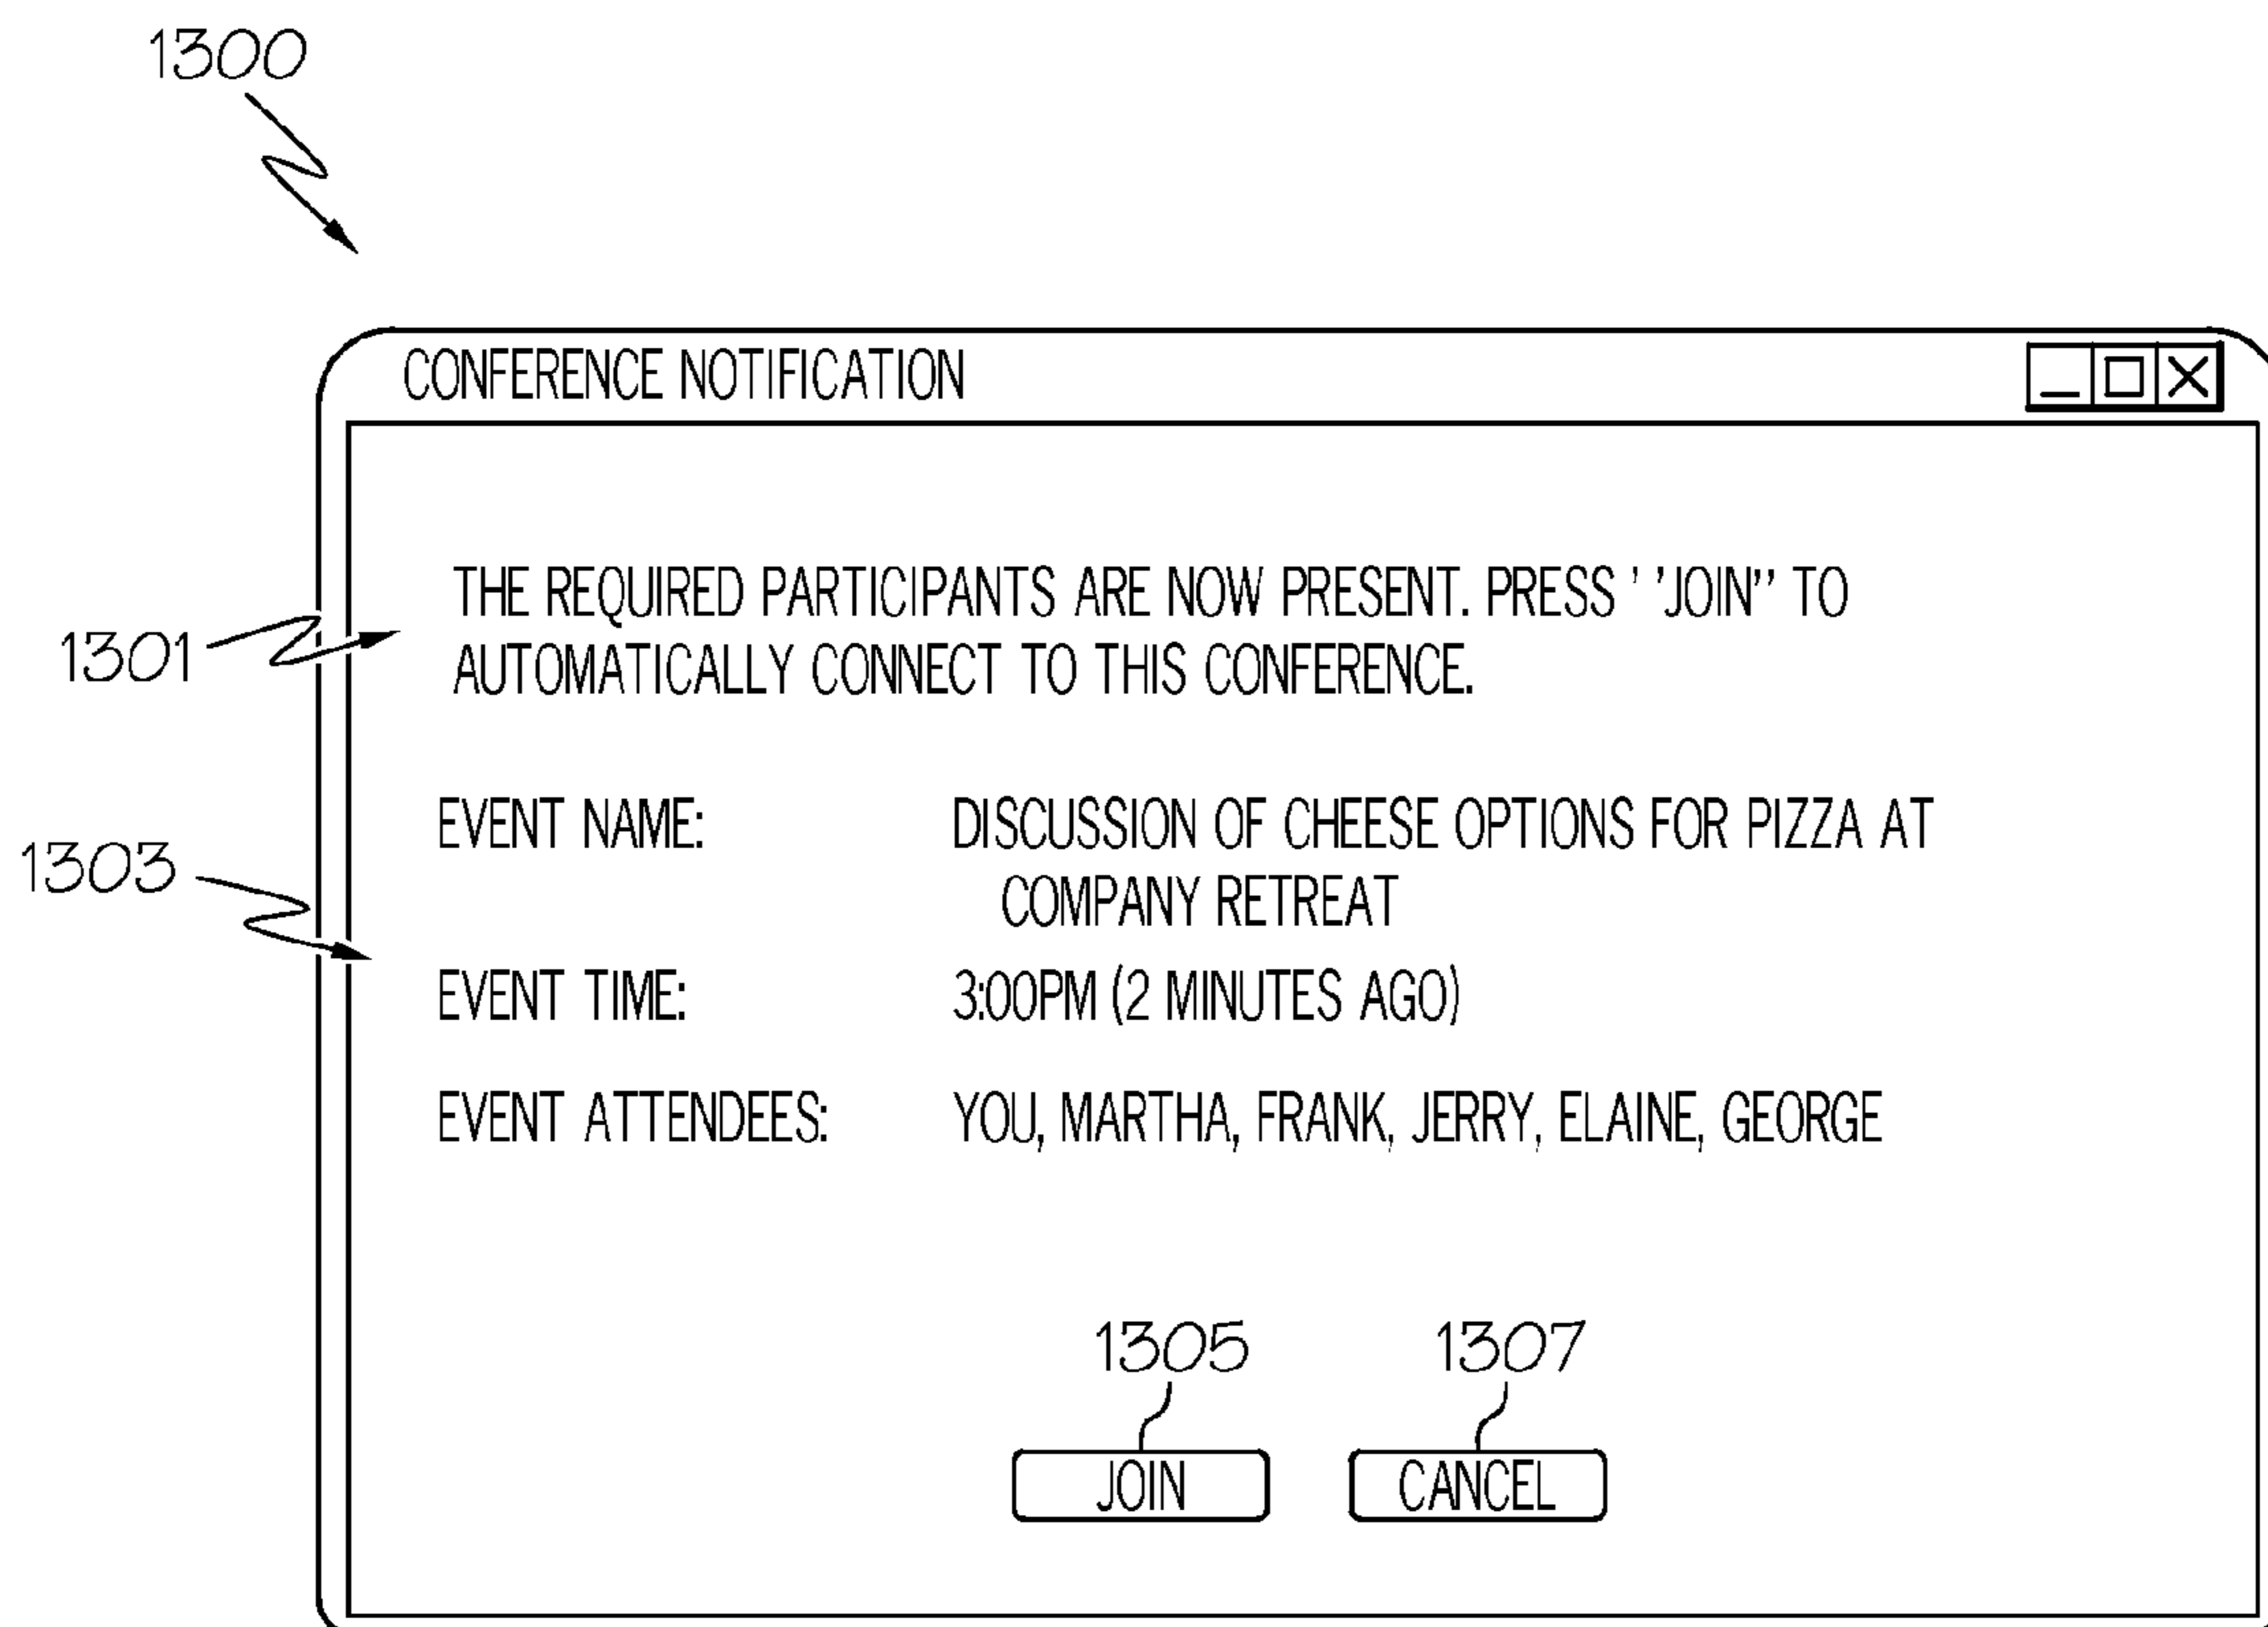 1300
CONFERENCE NOTIFICATION
THE REQUIRED PARTICIPANTS ARE NOW PRESENT. PRESS ' 'JOIN'' TO
1301
AUTOMATICALLY CONNECT TO THIS CONFERENCE.
EVENT NAME: DISCUSSION OF CHEESE OPTIONS FOR PIZZA AT
1303
COMPANY RETREAT
EVENT TIME: 3:00PM (2 MINUTES AGO)
EVENT ATTENDEES: YOU, MARTHA, FRANK, JERRY, ELAINE, GEORGE
1305 1307
JOIN CANCEL